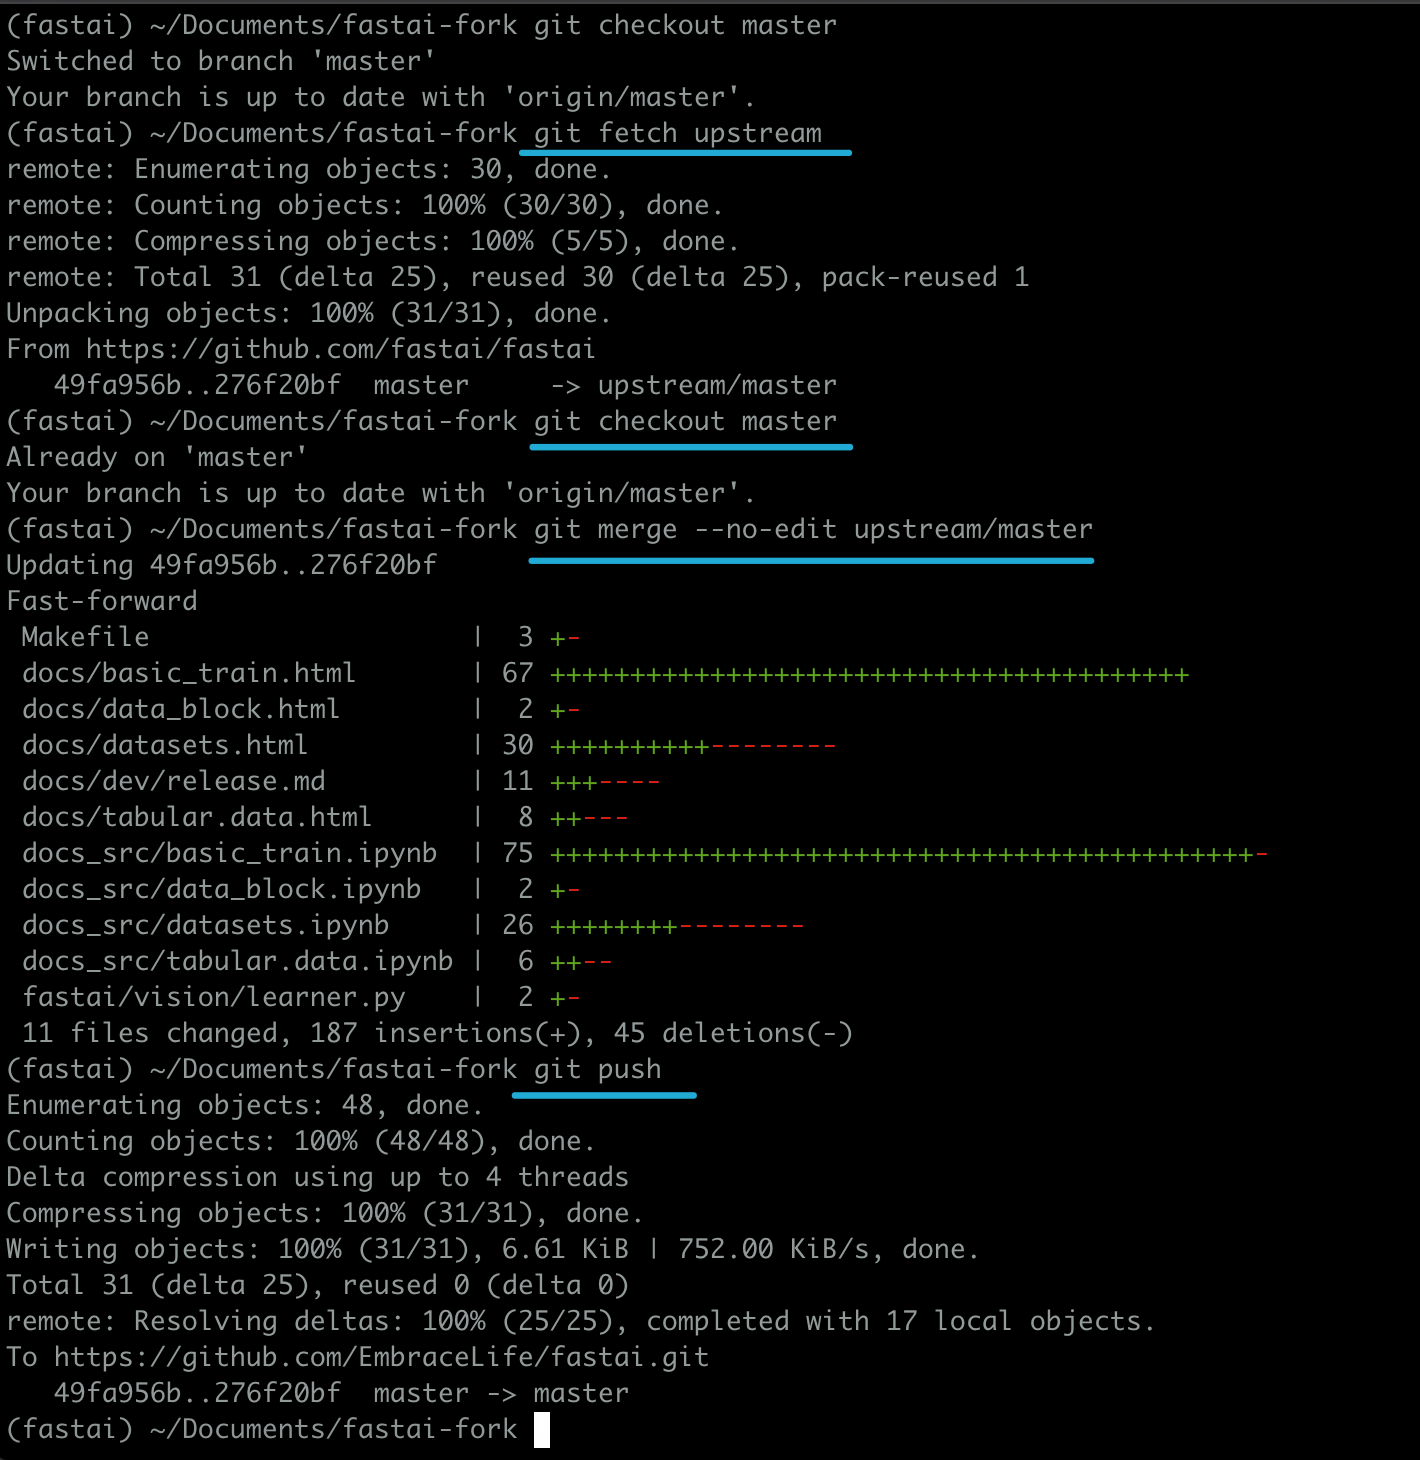 (fastai) ~/Documents/fastai-fork git checkout master
Switched to branch 'master'
Your branch is up to date with 'origin/master'.
(fastai) ~/Documents/fastai-fork git fetch upstream
remote: Enumerating objects: 30, done.
remote: Counting objects: 100% (30/30), done.
remote: Compressing objects: 100% (5/5), done.
remote: Total 31 (delta 25), reused 30 (delta 25), pack-reused 1
Unpacking objects: 100% (31/31), done.
From https://github.com/fastai/fastai
   49fa956b..276f20bf  master     -> upstream/master
(fastai) ~/Documents/fastai-fork git checkout master
Already on 'master'
Your branch is up to date with 'origin/master'.
(fastai) ~/Documents/fastai-fork git merge --no-edit upstream/master
Updating 49fa956b..276f20bf
Fast-forward
 Makefile                    |  3 +-
 docs/basic_train.html       | 67 ++++++++++++++++++++++++++++++++++++++++
 docs/data_block.html        |  2 +-
 docs/datasets.html          | 30 ++++++++++--------
 docs/dev/release.md         | 11 +++----
 docs/tabular.data.html      |  8 ++---
 docs_src/basic_train.ipynb  | 75 ++++++++++++++++++++++++++++++++++++++++++++-
 docs_src/data_block.ipynb   |  2 +-
 docs_src/datasets.ipynb     | 26 ++++++++--------
 docs_src/tabular.data.ipynb |  6 ++--
 fastai/vision/learner.py    |  2 +-
 11 files changed, 187 insertions(+), 45 deletions(-)
(fastai) ~/Documents/fastai-fork git push
Enumerating objects: 48, done.
Counting objects: 100% (48/48), done.
Delta compression using up to 4 threads
Compressing objects: 100% (31/31), done.
Writing objects: 100% (31/31), 6.61 KiB | 752.00 KiB/s, done.
Total 31 (delta 25), reused 0 (delta 0)
remote: Resolving deltas: 100% (25/25), completed with 17 local objects.
To https://github.com/EmbraceLife/fastai.git
   49fa956b..276f20bf  master -> master
(fastai) ~/Documents/fastai-fork